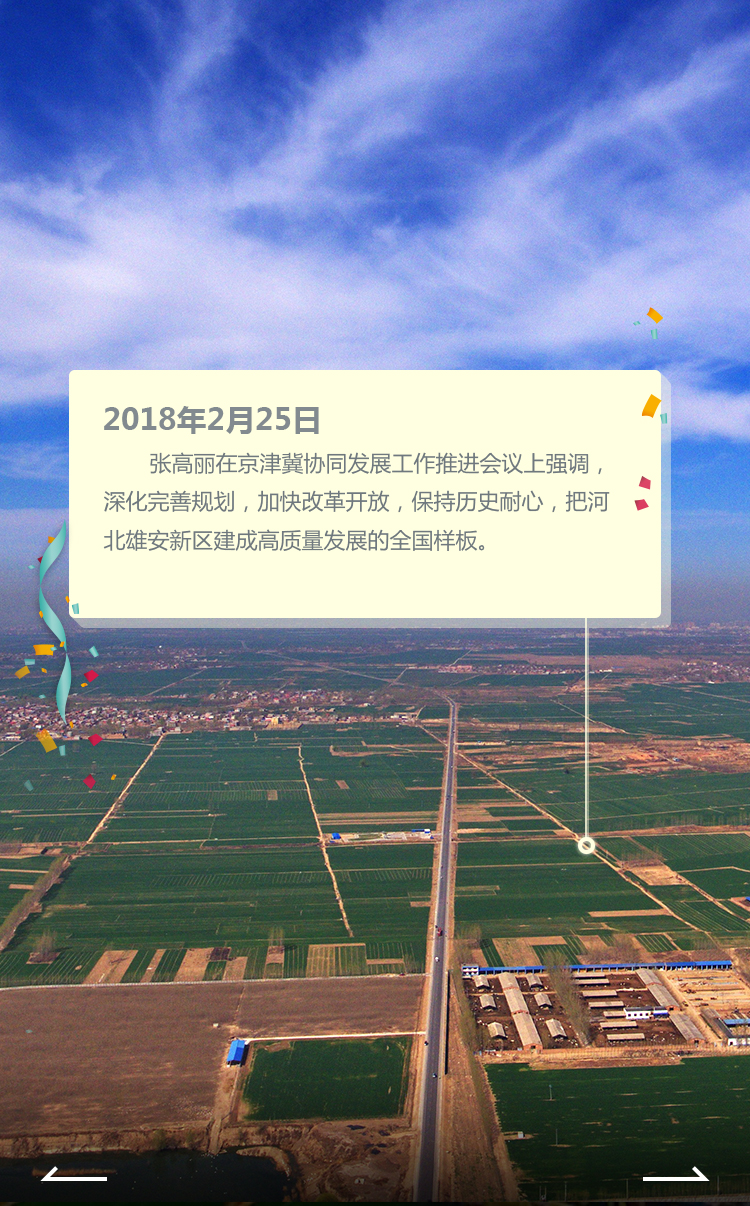 2018年2月25日
张高丽在京津冀协同发展工作推进会议上强调，
深化完善规划，加快改革开放，保持历史耐心，把河
北雄安新区建成高质量发展的全国样板。